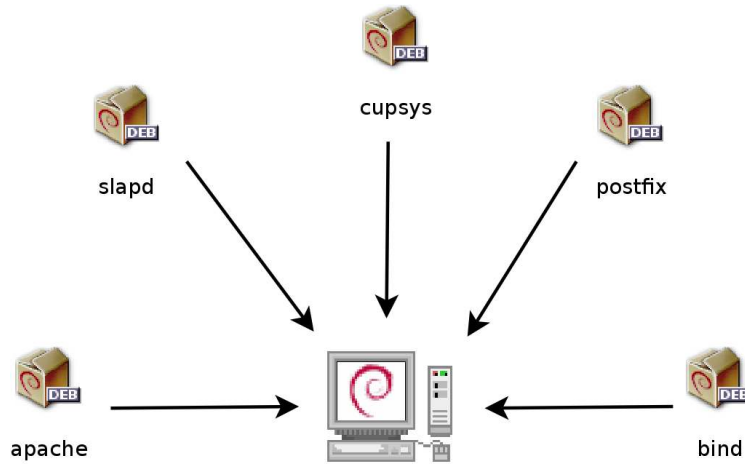 DEB
cupsys
DEB
slapd
DEB
postfix
DEB
apache
DEB
bind